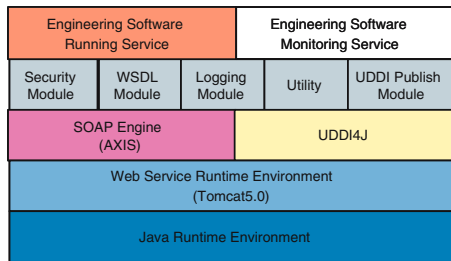 Engineering Software
Running Service
Engineering Software
Monitoring Service
Security
Module
WSDL
Module
Logging
Module
Utility
UDDI Publish
Module
SOAP Engine
(AXIS)
UDDI4J
Web Service Runtime Environment
(Tomcat5.0)
Java Runtime Environment